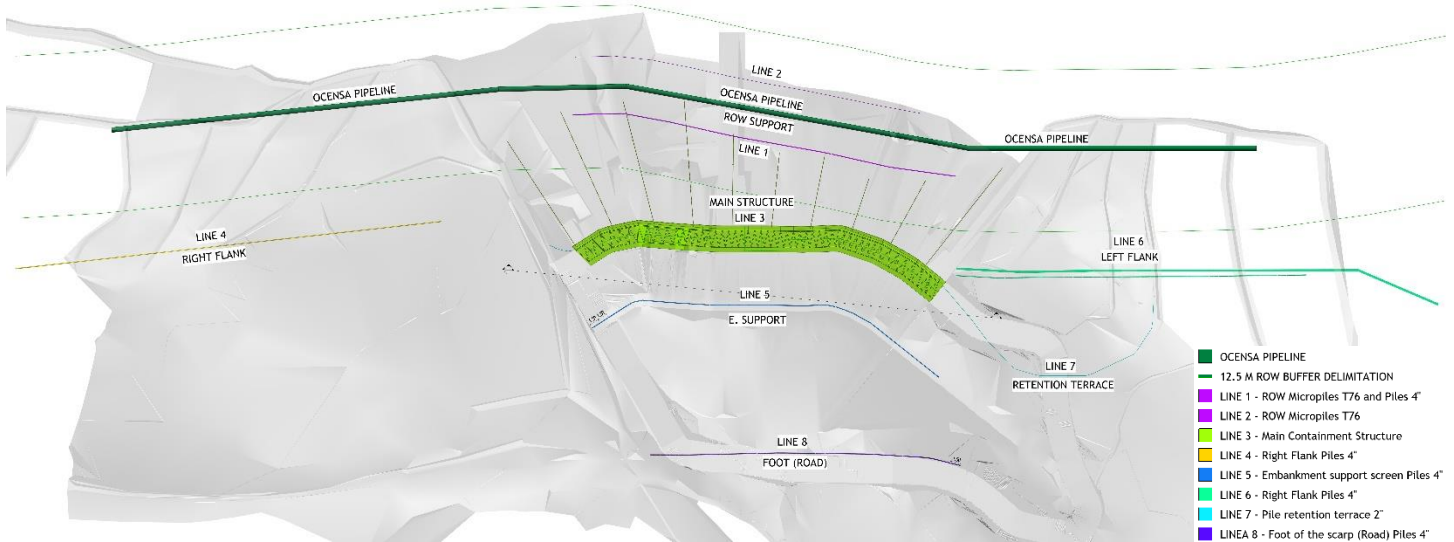 LINE 2
OCENSA PIPELINE
OCENSA PIPELINE
ROW SUPPORT
OCENSA PIPELINE
LINE 1
MAIN STRUCTURE
LINE 3
LINE 4
RIGHT FLANK
LINE 6
LEFT FLANK
LINE 5
E. SUPPORT
LINE 7
RETENTION TERRACE
LINE 8
FOOT (ROAD)
OCENSA PIPELINE
12.5 M ROW BUFFER DELIMITATION
LINE 1 - ROW Micropiles T76 and Piles 4"
LINE 2 - ROW Micropiles T76
LINE 3 - Main Containment Structure
LINE 4 - Right Flank Piles 4"
LINE 5 - Embankment support screen Piles 4"
LINE 6 - Right Flank Piles 4"
LINE 7 - Pile retention terrace 2"
LINEA 8 - Foot of the scarp (Road) Piles 4"